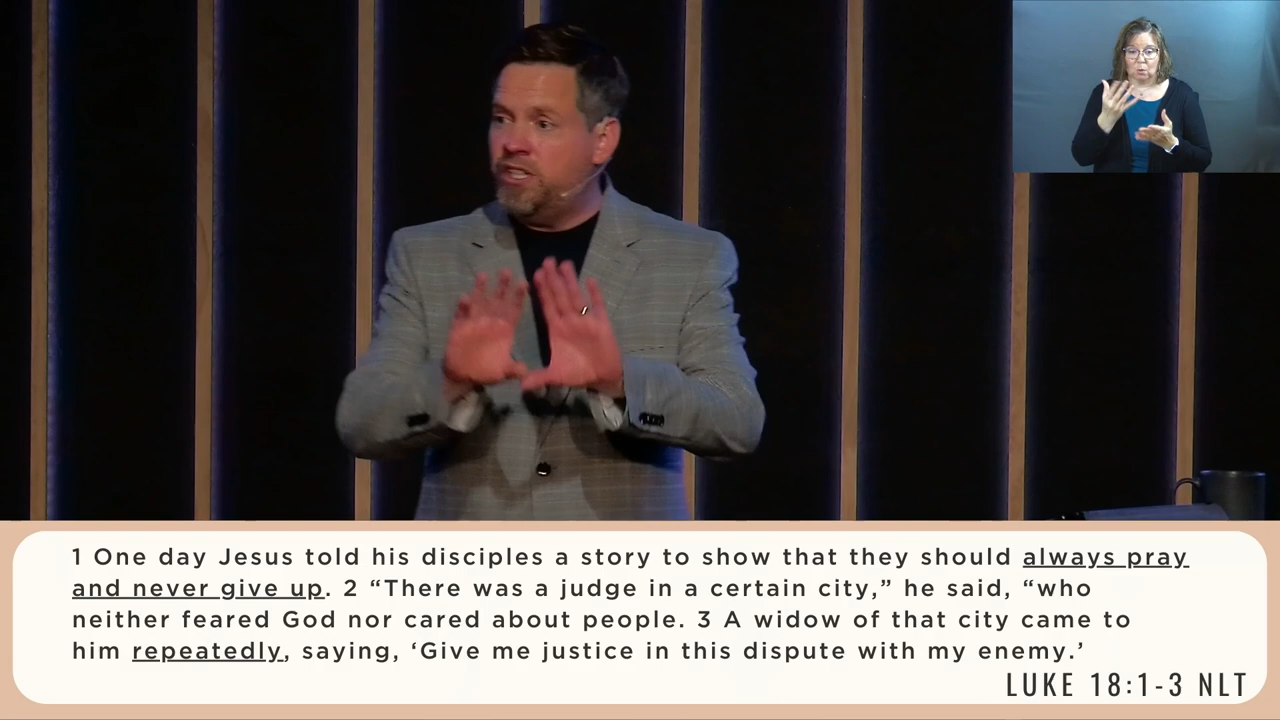 1 One day Jesus told his disciples a story to show that they should always pray
and never give up. 2 “There was a judge in a certain city,” he said, “who
neither feared God nor cared about people. 3 A widow of that city came to
him repeatedly, saying, ‘Give me justice in this dispute with my enemy.’
LUKE 18:1-3 NLT